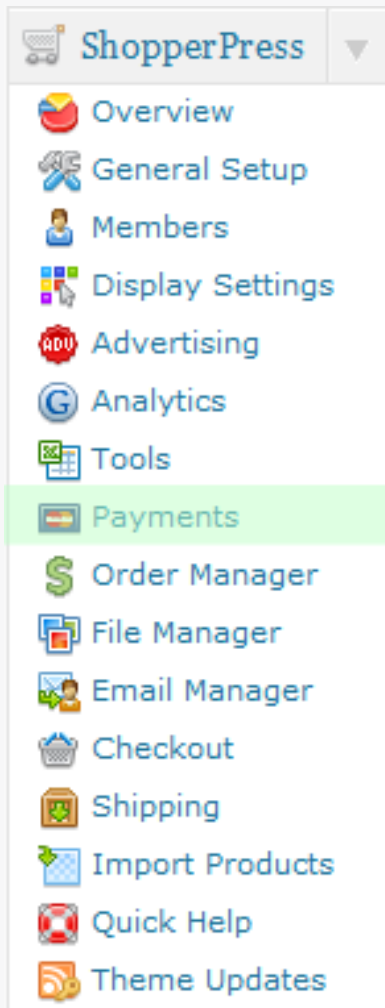 ShopperPress
Overview
General Setup
Members
Display Settings
ADV Advertising
G Analytics
Tools
Payments
$ Order Manager
File Manager
Email Manager
Checkout
Shipping
Import Products
Quick Help
Theme Updates